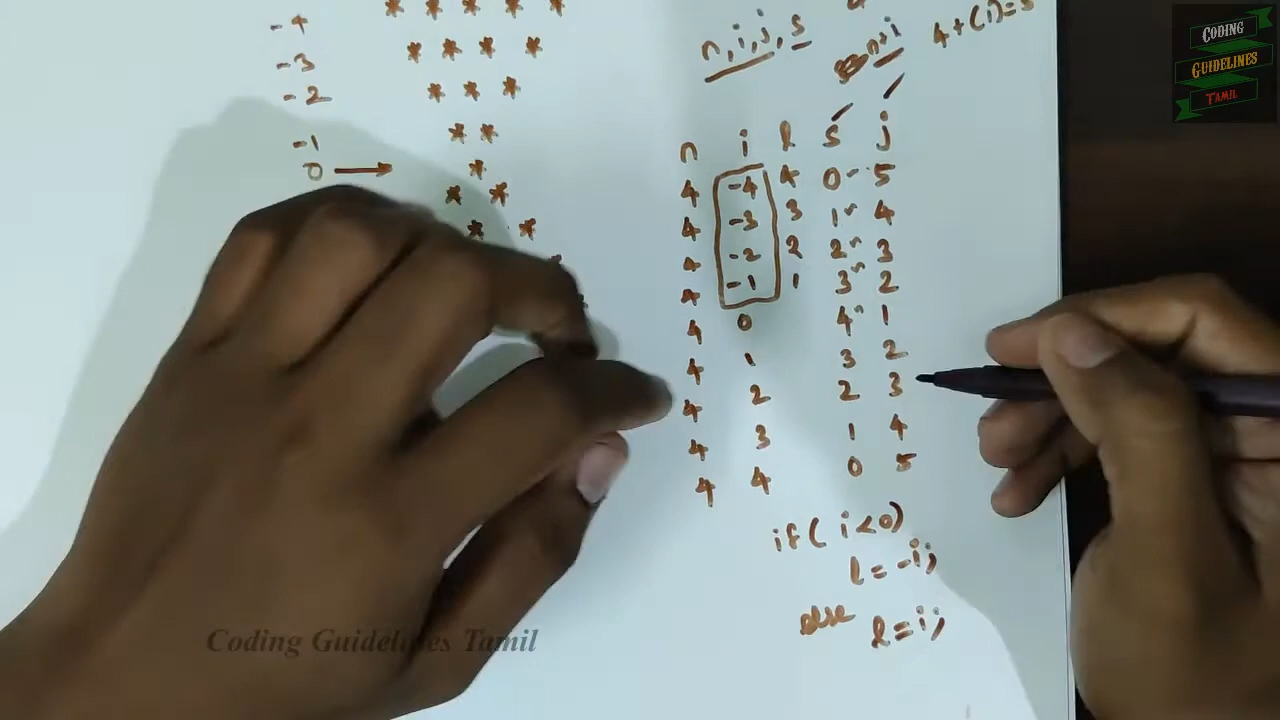 CODING
GUIDELINES
TAMIL
-4 * * * * *
-3 * * * *
-2 * * *
-1 * *
0 → *
* *
* *
n, i, j, s
n+i
4+(i)=5
n i l s j
4 -4 4 0 5
4 -3 3 1 4
4 -2 2 2 3
4 -1 1 3 2
4 0 4 1
4 1 3 2
4 2 2 3
4 3 1 4
4 4 0 5
if ( i < 0 )
l = -i;
else l = i;
Coding Guidelines Tamil